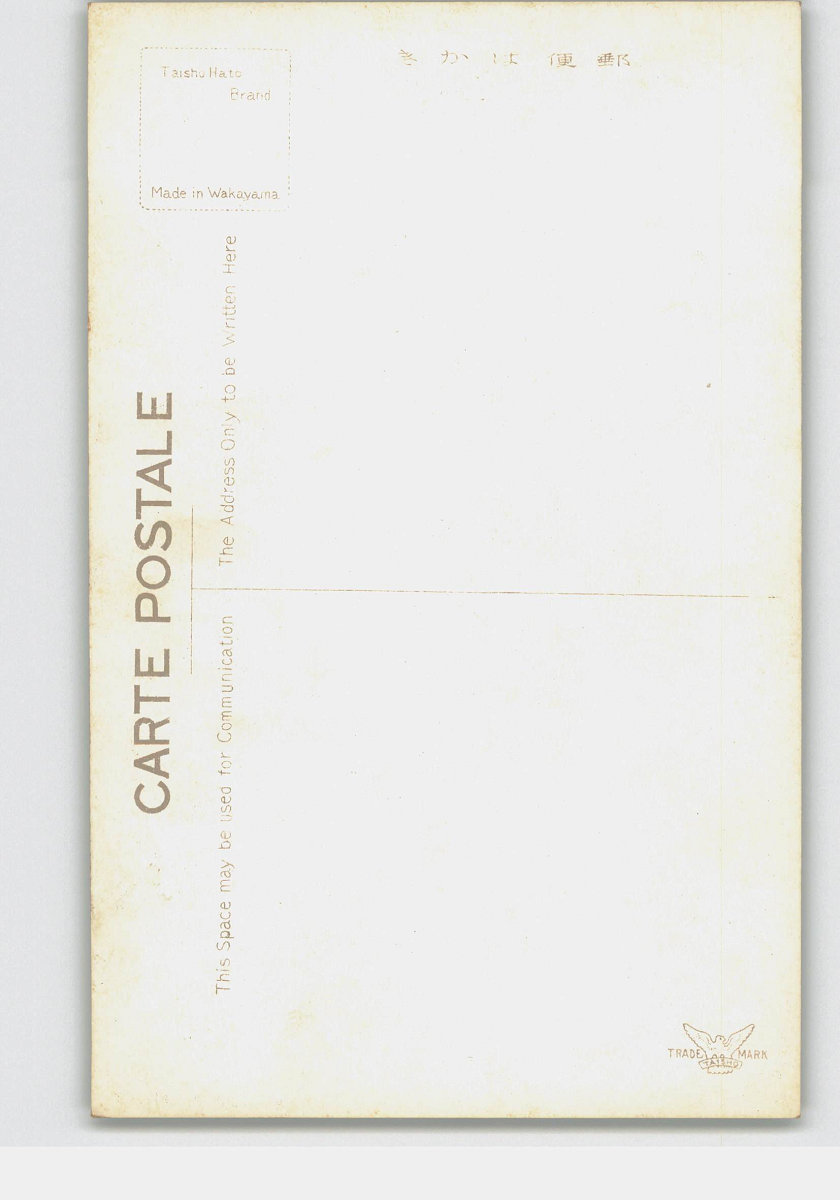 郵便はかき
Taisho Hato
Brand
Made in Wakayama
CARTE POSTALE
The Address Only to be Written Here
This Space may be used for Communication
TRADE MARK
TAISHO